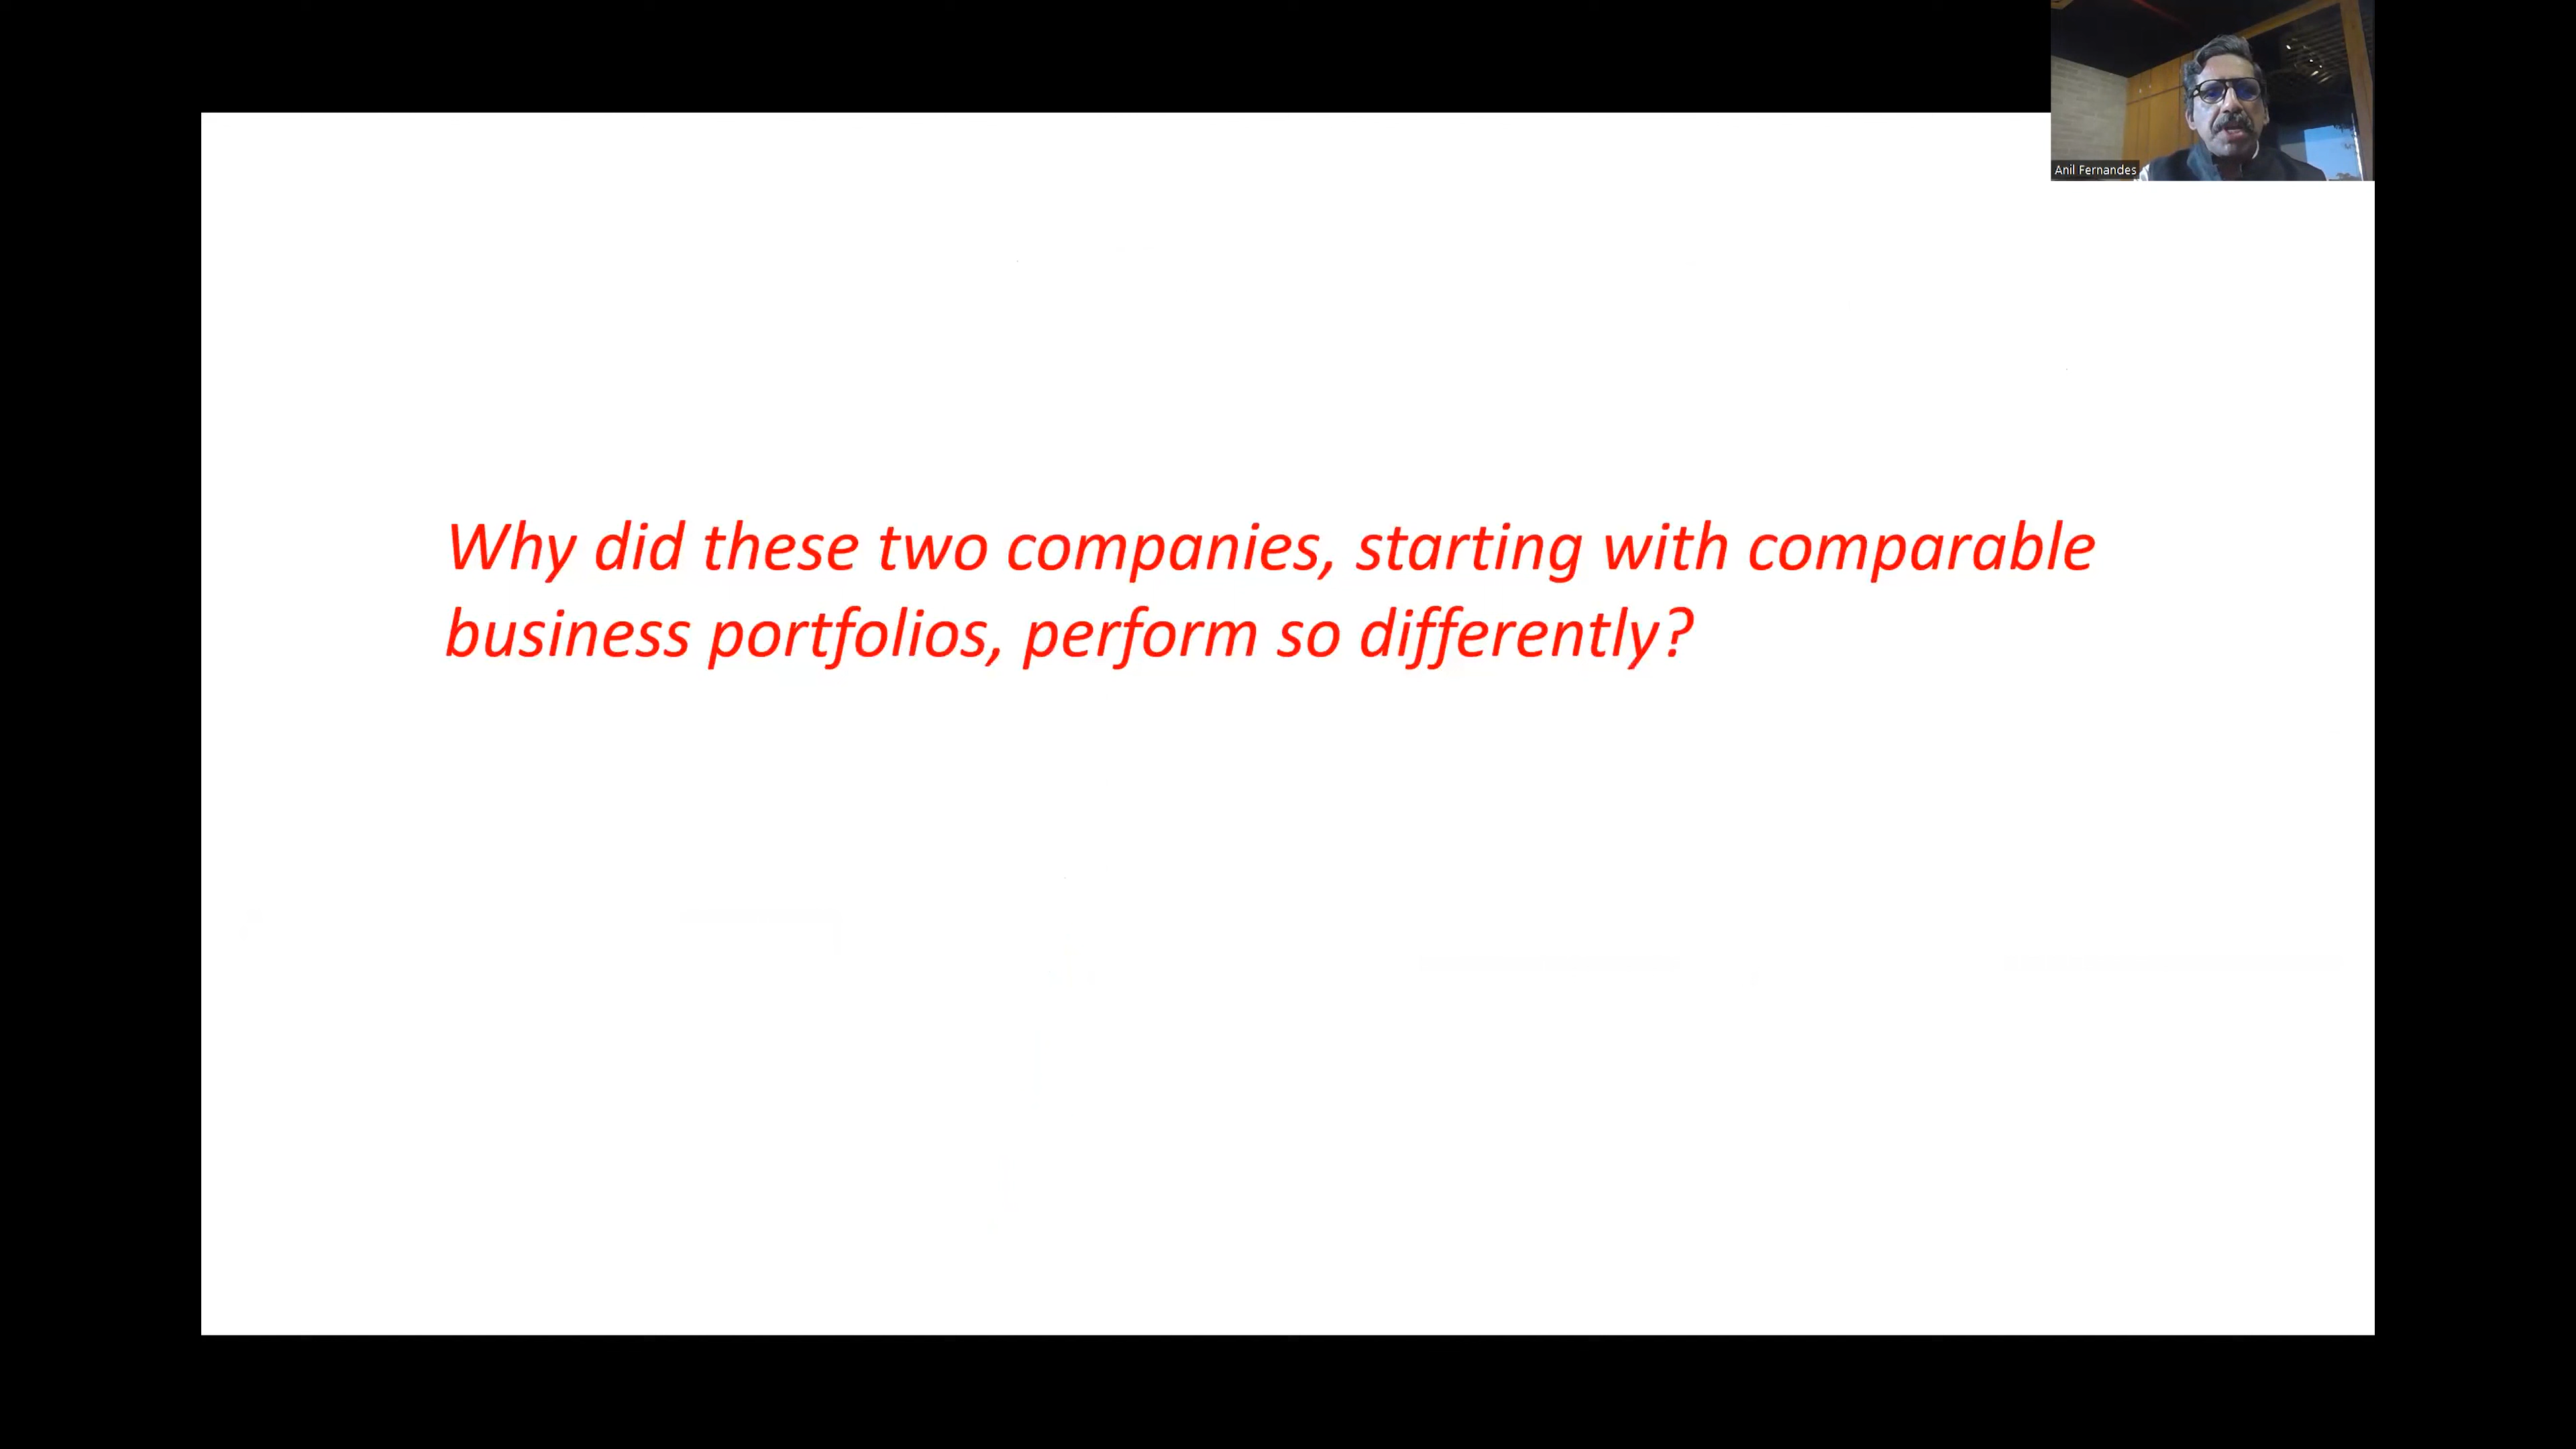 Anil Fernandes
Why did these two companies, starting with comparable
business portfolios, perform so differently?